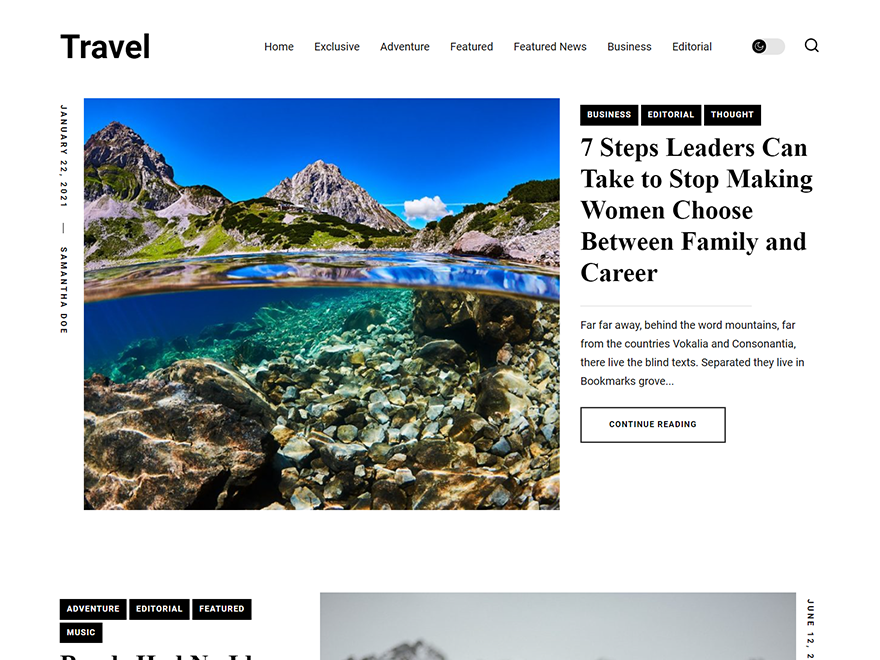 Travel
Home Exclusive Adventure Featured Featured News Business Editorial
JANUARY 22, 2021 — SAMANTHA DOE
BUSINESS EDITORIAL THOUGHT
7 Steps Leaders Can
Take to Stop Making
Women Choose
Between Family and
Career
Far far away, behind the word mountains, far
from the countries Vokalia and Consonantia,
there live the blind texts. Separated they live in
Bookmarks grove...
CONTINUE READING
ADVENTURE EDITORIAL FEATURED
MUSIC
JUNE 12, 2